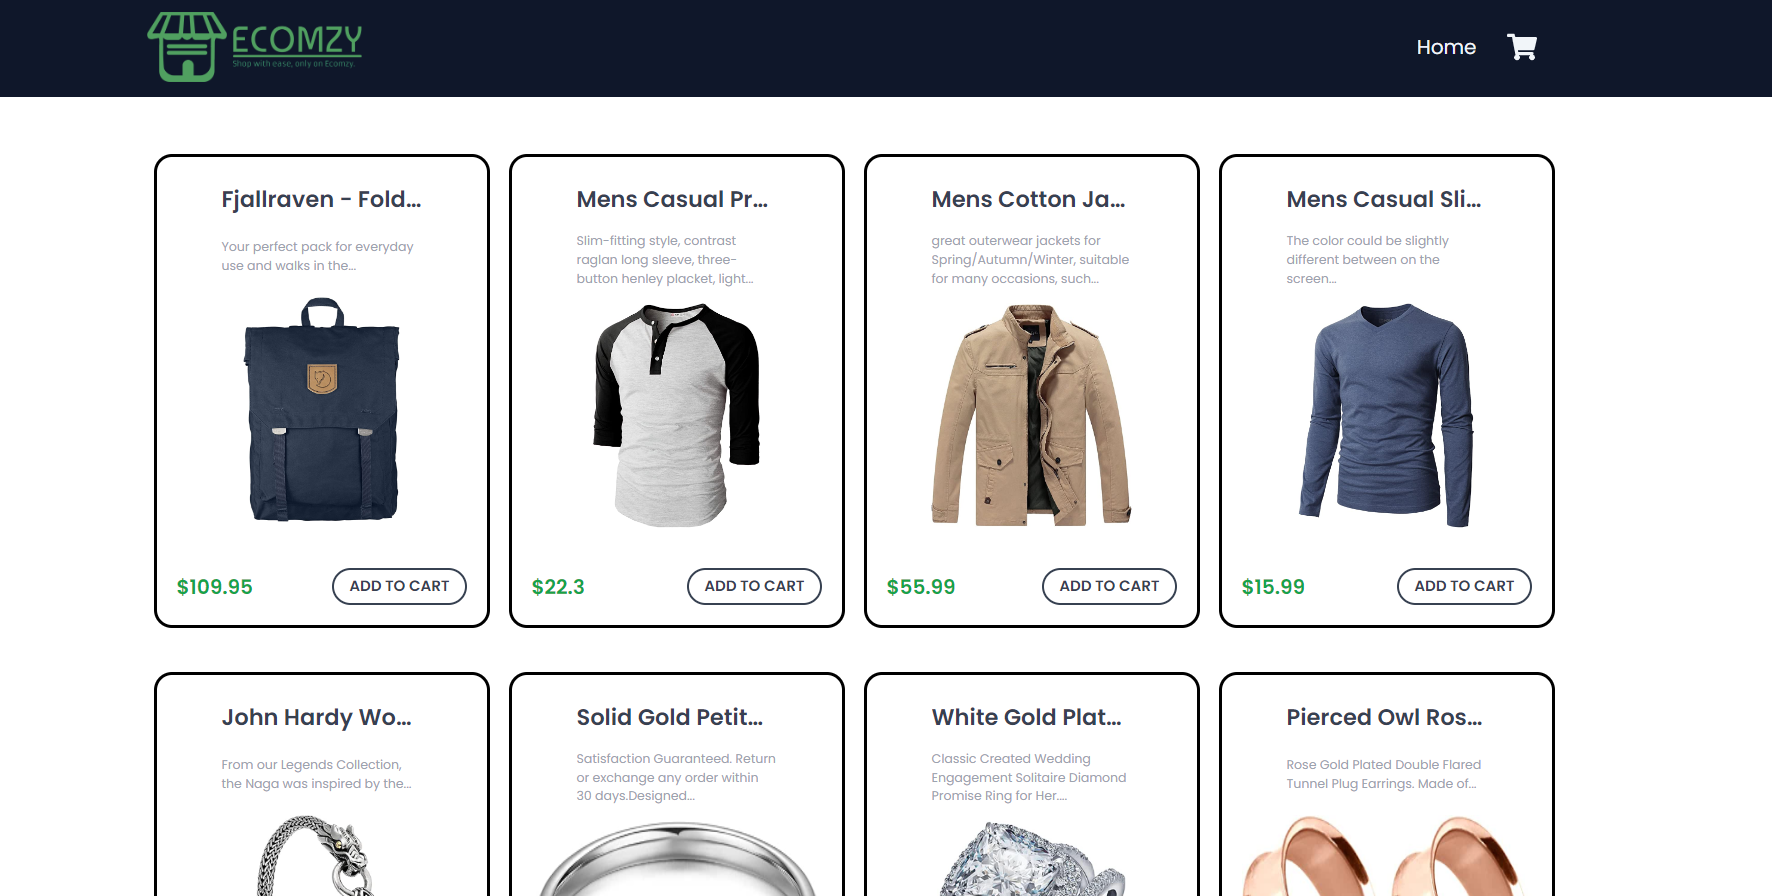 ECOMZY
Shop with ease, only on Ecomzy.
Home
Fjallraven - Fold...
Your perfect pack for everyday
use and walks in the...
$109.95
ADD TO CART
Mens Casual Pr...
Slim-fitting style, contrast
raglan long sleeve, three-
button henley placket, light...
$22.3
ADD TO CART
Mens Cotton Ja...
great outerwear jackets for
Spring/Autumn/Winter, suitable
for many occasions, such...
$55.99
ADD TO CART
Mens Casual Sli...
The color could be slightly
different between on the
screen...
$15.99
ADD TO CART
John Hardy Wo...
From our Legends Collection,
the Naga was inspired by the...
Solid Gold Petit...
Satisfaction Guaranteed. Return
or exchange any order within
30 days.Designed...
White Gold Plat...
Classic Created Wedding
Engagement Solitaire Diamond
Promise Ring for Her....
Pierced Owl Ros...
Rose Gold Plated Double Flared
Tunnel Plug Earrings. Made of...